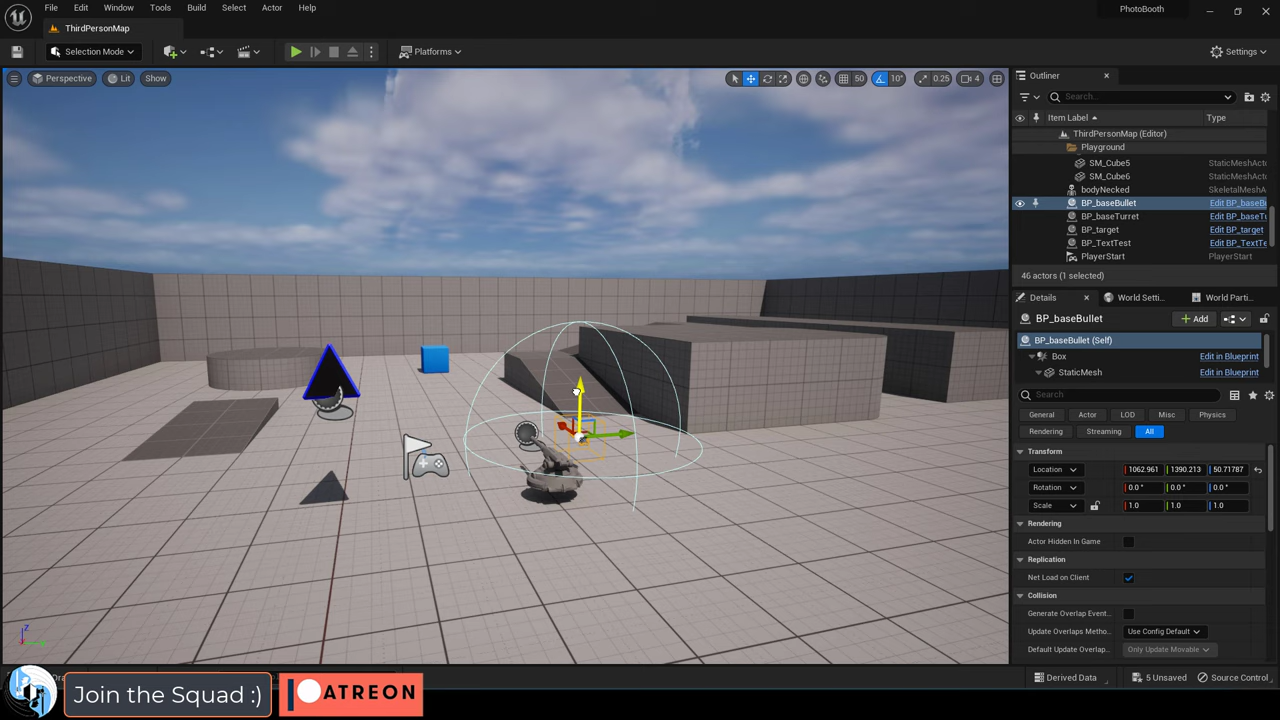 File Edit Window Tools Build Select Actor Help
PhotoBooth
ThirdPersonMap
Selection Mode
Platforms
Settings
Perspective Lit Show
50 10° 0.25 4
Outliner
Search...
Item Label Type
ThirdPersonMap (Editor)
Playground
SM_Cube5 StaticMeshActo
SM_Cube6 StaticMeshActo
bodyNecked SkeletalMeshA
BP_baseBullet Edit BP_baseBu
BP_baseTurret Edit BP_baseTu
BP_target Edit BP_target
BP_TextTest Edit BP_TextTe
PlayerStart PlayerStart
46 actors (1 selected)
Details World Setti... World Parti...
BP_baseBullet
Add
BP_baseBullet (Self)
Box Edit in Blueprint
StaticMesh Edit in Blueprint
Search
General Actor LOD Misc Physics
Rendering Streaming All
Transform
Location 1062.961 1390.213 50.71787
Rotation 0.0° 0.0° 0.0°
Scale 1.0 1.0 1.0
Rendering
Actor Hidden In Game
Replication
Net Load on Client
Collision
Generate Overlap Event...
Update Overlaps Metho... Use Config Default
Default Update Overlap... Only Update Movable
Derived Data 5 Unsaved Source Control
Join the Squad :)
PATREON